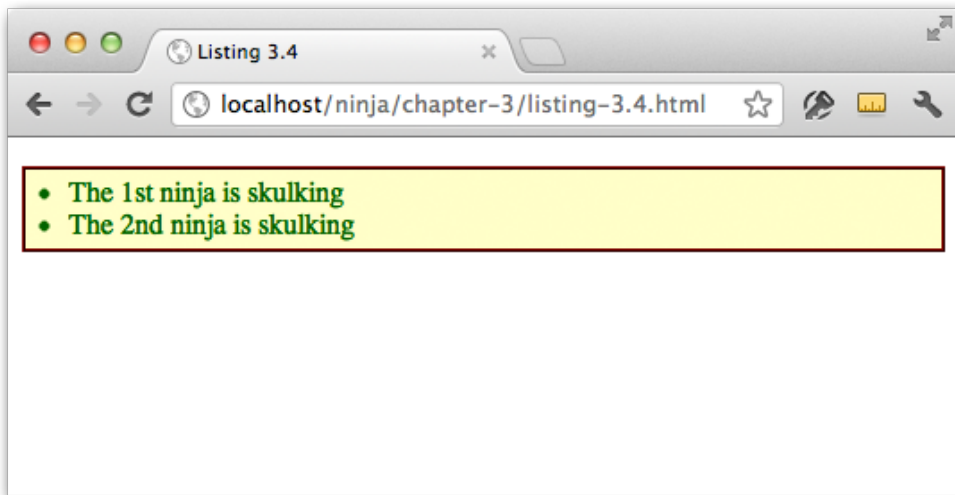 Listing 3.4
localhost/ninja/chapter-3/listing-3.4.html
• The 1st ninja is skulking
• The 2nd ninja is skulking